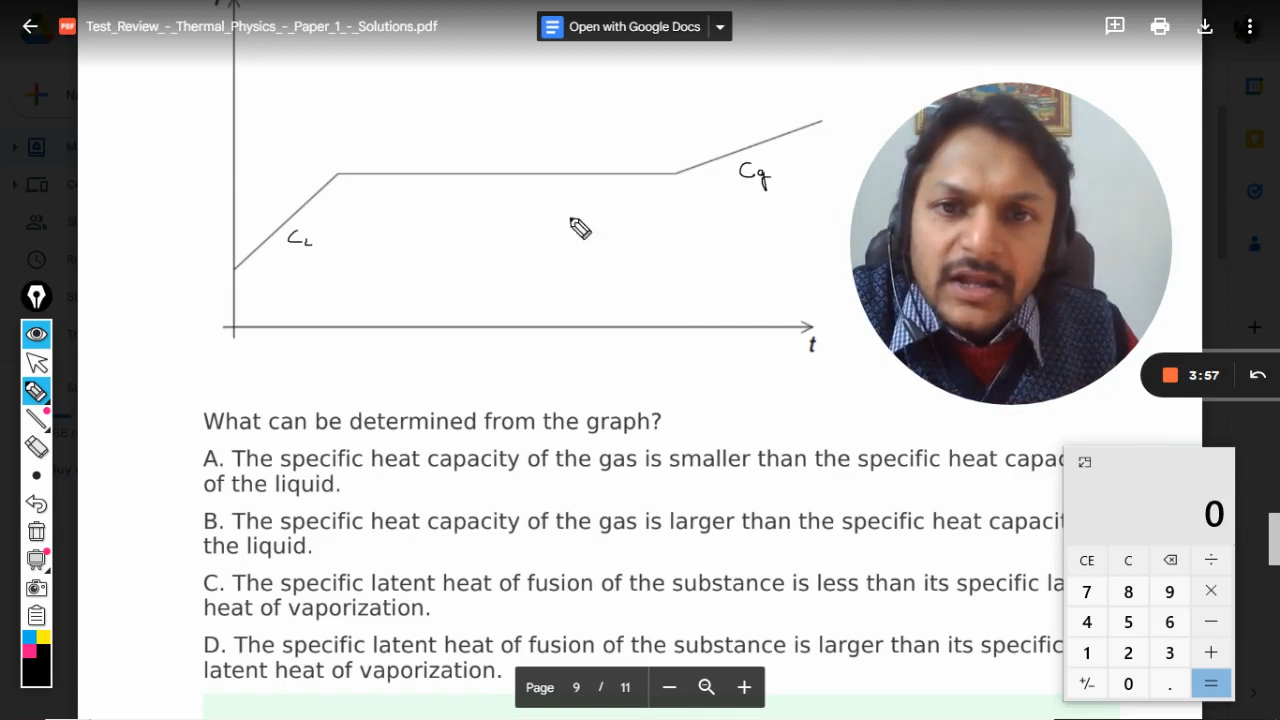 PDF Test_Review_-_Thermal_Physics_-_Paper_1_-_Solutions.pdf
Open with Google Docs
C_L
C_g
t
3:57
What can be determined from the graph?
A. The specific heat capacity of the gas is smaller than the specific heat capac
of the liquid.
B. The specific heat capacity of the gas is larger than the specific heat capacit
the liquid.
C. The specific latent heat of fusion of the substance is less than its specific la
heat of vaporization.
D. The specific latent heat of fusion of the substance is larger than its specific
latent heat of vaporization.
0
CE C ÷
7 8 9 ×
4 5 6 −
1 2 3 +
+/− 0 . =
Page 9 / 11